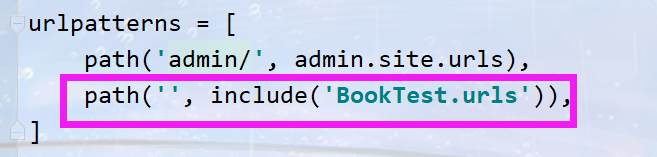 urlpatterns = [
    path('admin/', admin.site.urls),
    path('', include('BookTest.urls')),
]